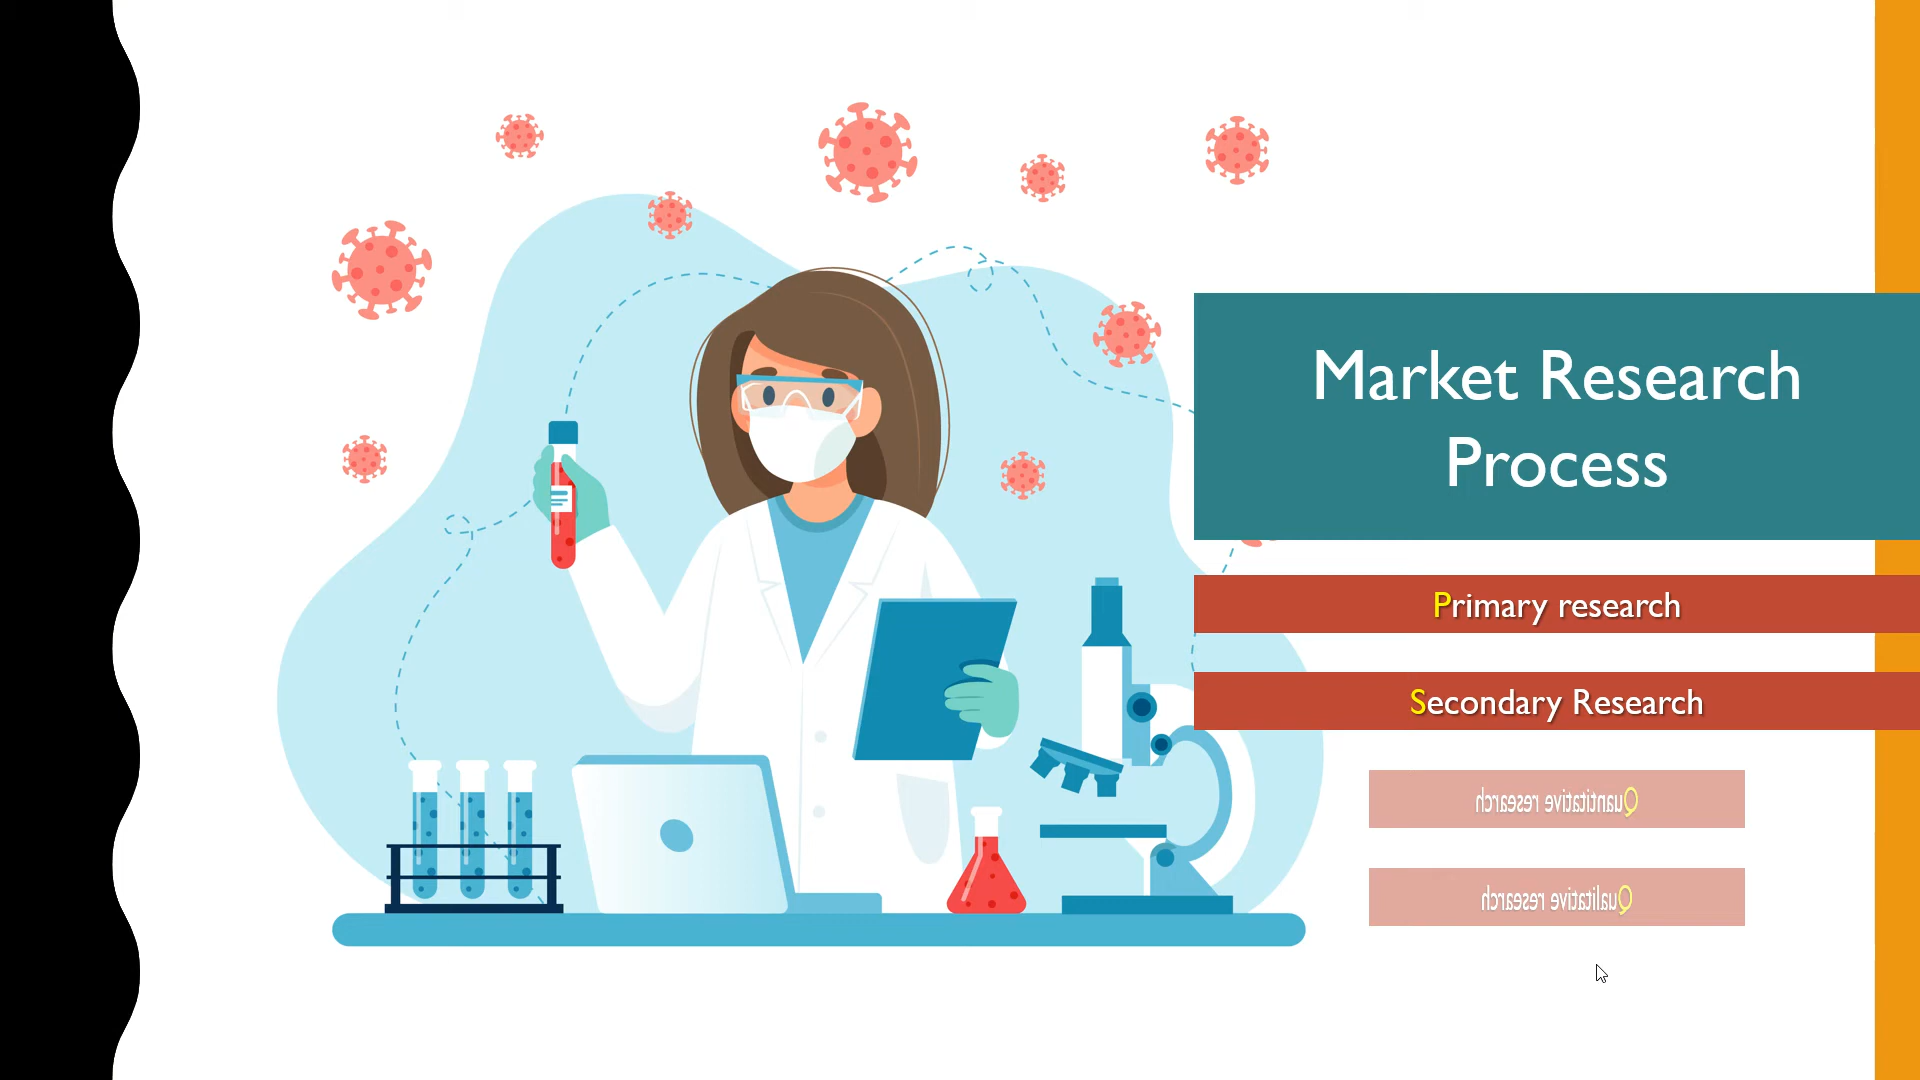 Market Research
Process
Primary research
Secondary Research
Quantitative research
Qualitative research